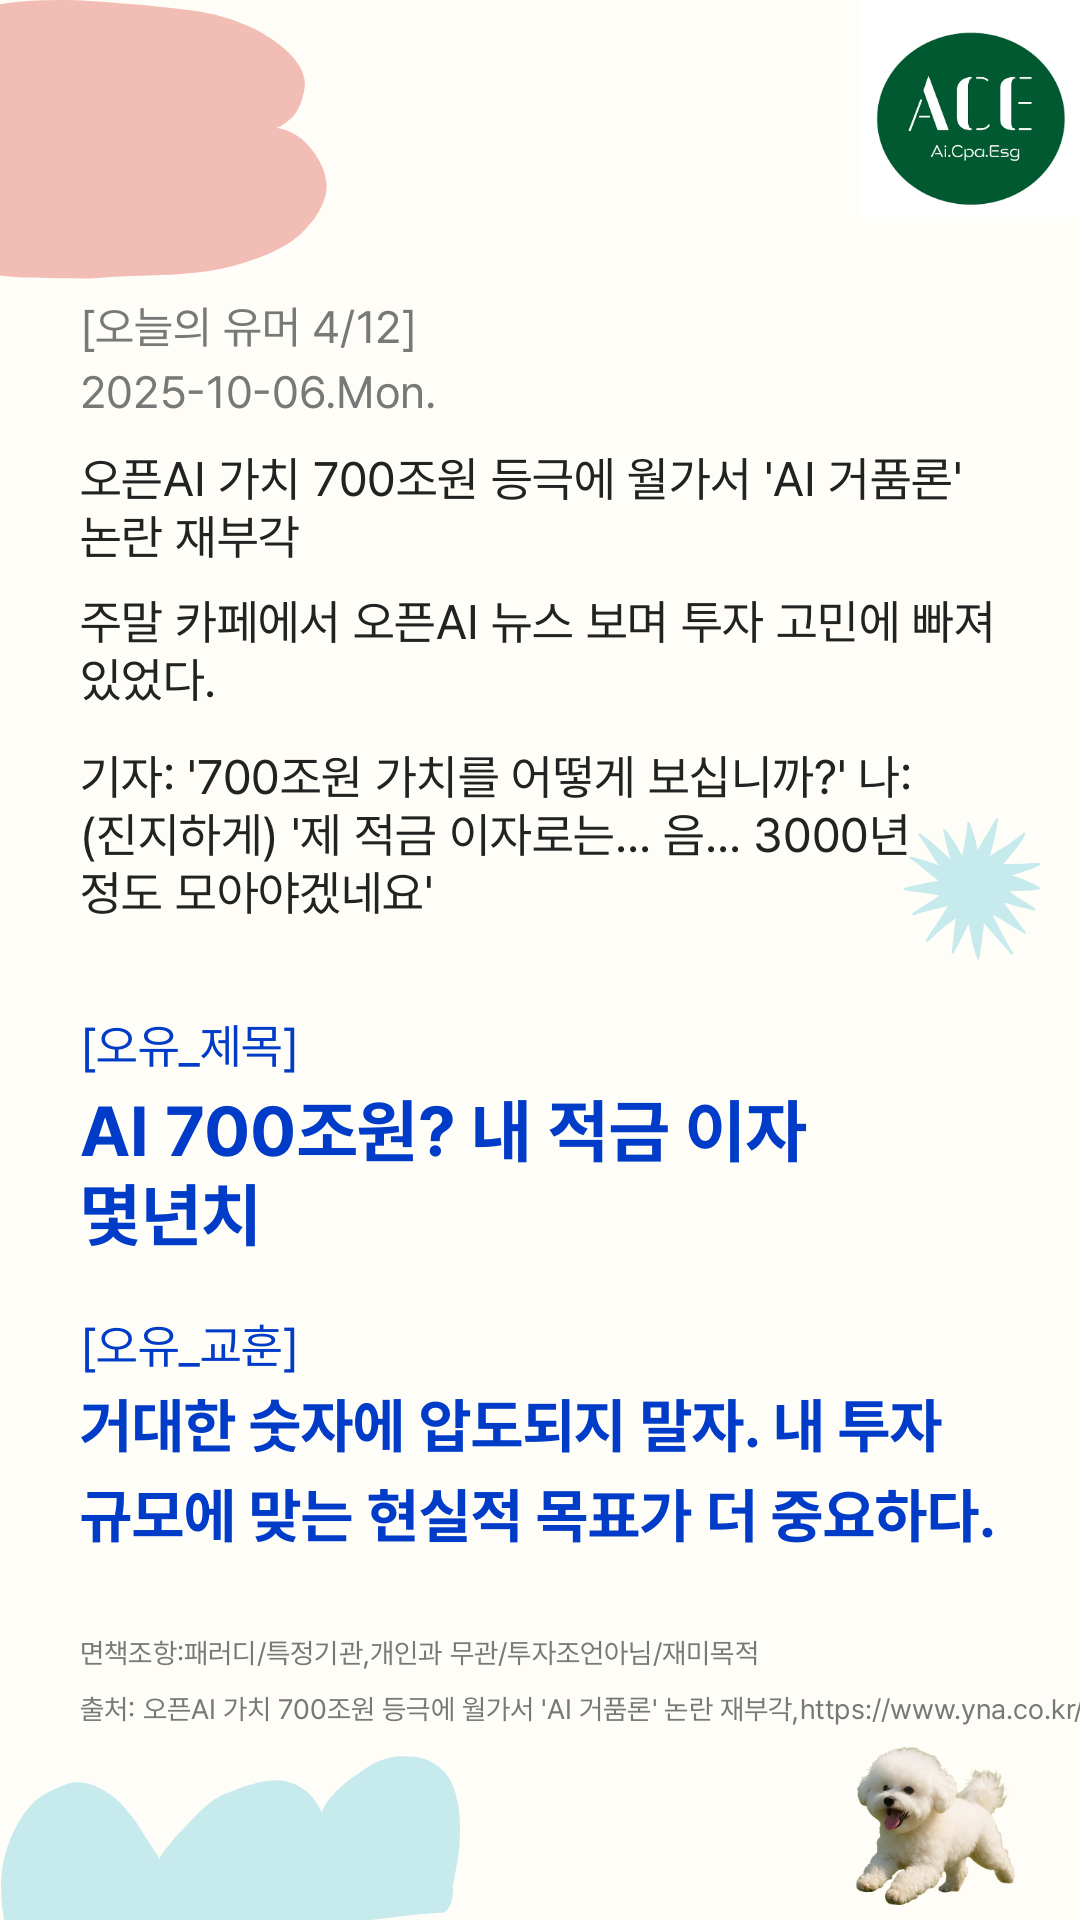 ACE
Ai.Cpa.Esg
[오늘의 유머 4/12]
2025-10-06.Mon.
오픈AI 가치 700조원 등극에 월가서 'AI 거품론'
논란 재부각
주말 카페에서 오픈AI 뉴스 보며 투자 고민에 빠져
있었다.
기자: '700조원 가치를 어떻게 보십니까?' 나:
(진지하게) '제 적금 이자로는... 음... 3000년
정도 모아야겠네요'
[오유_제목]
AI 700조원? 내 적금 이자
몇년치
[오유_교훈]
거대한 숫자에 압도되지 말자. 내 투자
규모에 맞는 현실적 목표가 더 중요하다.
면책조항:패러디/특정기관,개인과 무관/투자조언아님/재미목적
출처: 오픈AI 가치 700조원 등극에 월가서 'AI 거품론' 논란 재부각,https://www.yna.co.kr/